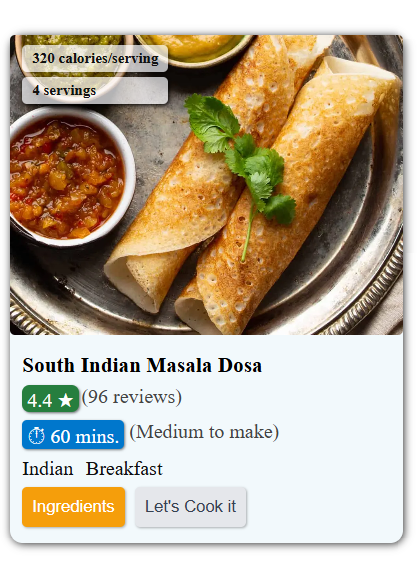 320 calories/serving
4 servings
South Indian Masala Dosa
4.4 ★ (96 reviews)
⏱ 60 mins. (Medium to make)
Indian Breakfast
Ingredients Let's Cook it